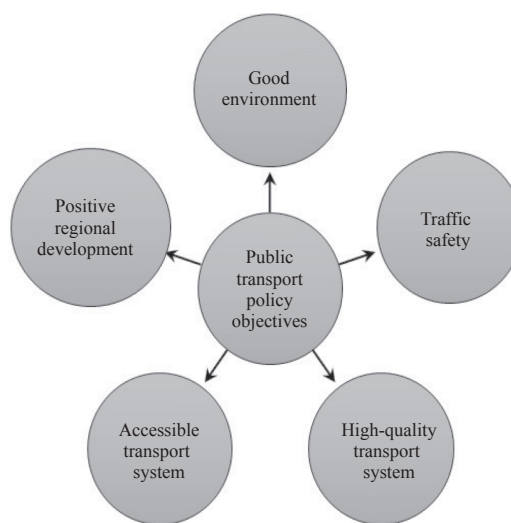 Good
environment
Positive
regional
development
Traffic
safety
Public
transport
policy
objectives
Accessible
transport
system
High-quality
transport
system